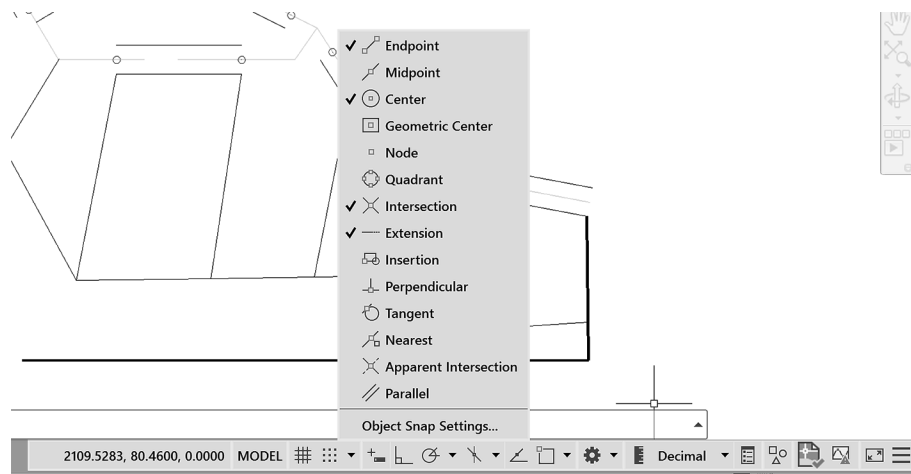 Endpoint
Midpoint
Center
Geometric Center
Node
Quadrant
Intersection
Extension
Insertion
Perpendicular
Tangent
Nearest
Apparent Intersection
Parallel
Object Snap Settings...
2109.5283, 80.4600, 0.0000 MODEL Decimal